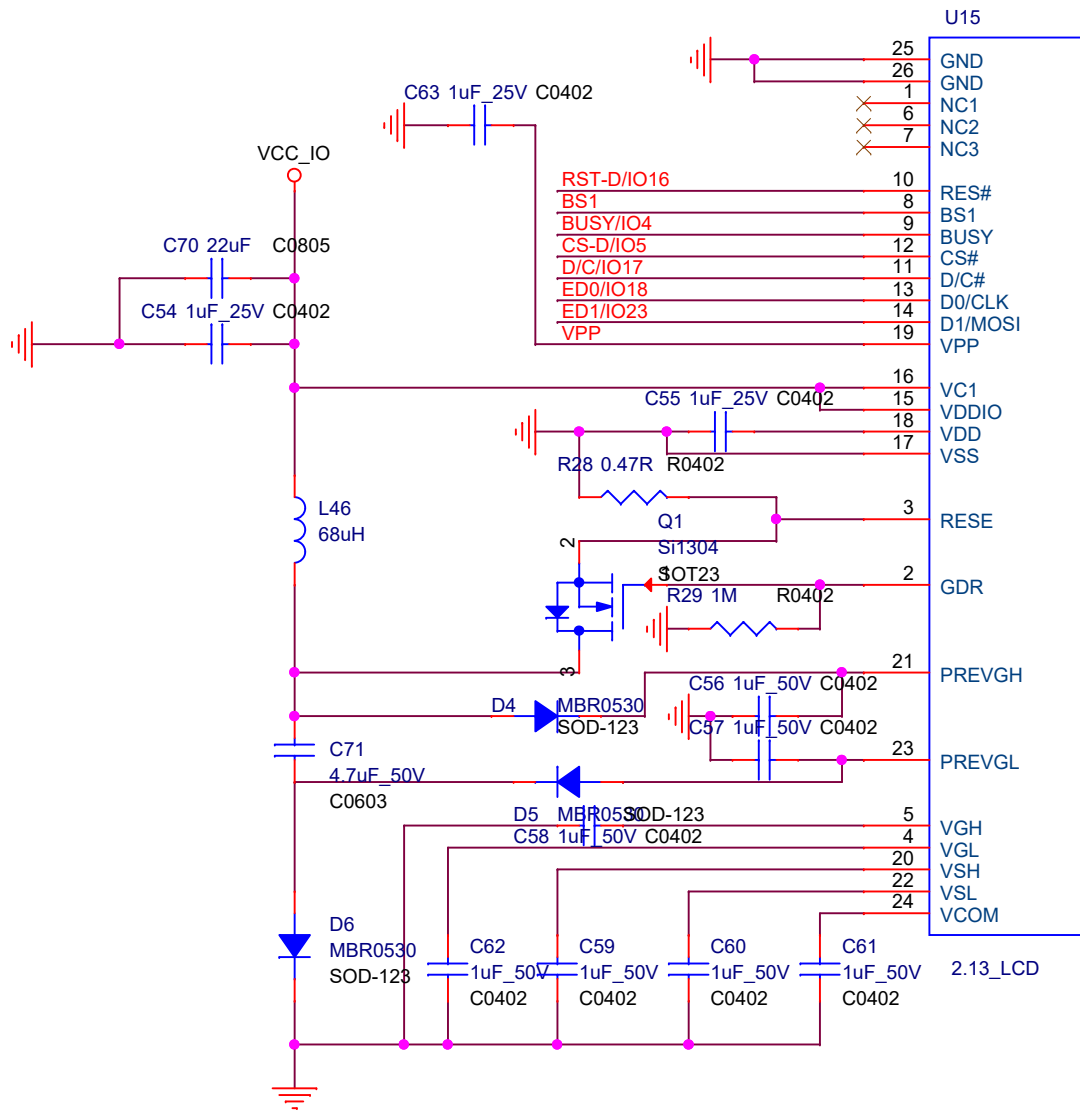 U15
25 GND
26 GND
1 NC1
6 NC2
7 NC3
C63 1uF_25V C0402
VCC_IO
RST-D/IO16 10 RES#
BS1 8 BS1
BUSY/IO4 9 BUSY
CS-D/IO5 12 CS#
D/C/IO17 11 D/C#
ED0/IO18 13 D0/CLK
ED1/IO23 14 D1/MOSI
VPP 19 VPP
C70 22uF C0805
C54 1uF_25V C0402
16 VC1
15 VDDIO
C55 1uF_25V C0402
18 VDD
17 VSS
R28 0.47R R0402
L46
68uH
3 RESE
Q1
Si1304
SOT23
2
1
3
2 GDR
R29 1M R0402
21 PREVGH
C56 1uF_50V C0402
D4 MBR0530
SOD-123
C57 1uF_50V C0402
23 PREVGL
C71
4.7uF_50V
C0603
D5 MBR0530 SOD-123
C58 1uF_50V C0402
5 VGH
4 VGL
20 VSH
22 VSL
24 VCOM
D6
MBR0530
SOD-123
C62
1uF_50V
C0402
C59
1uF_50V
C0402
C60
1uF_50V
C0402
C61
1uF_50V
C0402
2.13_LCD